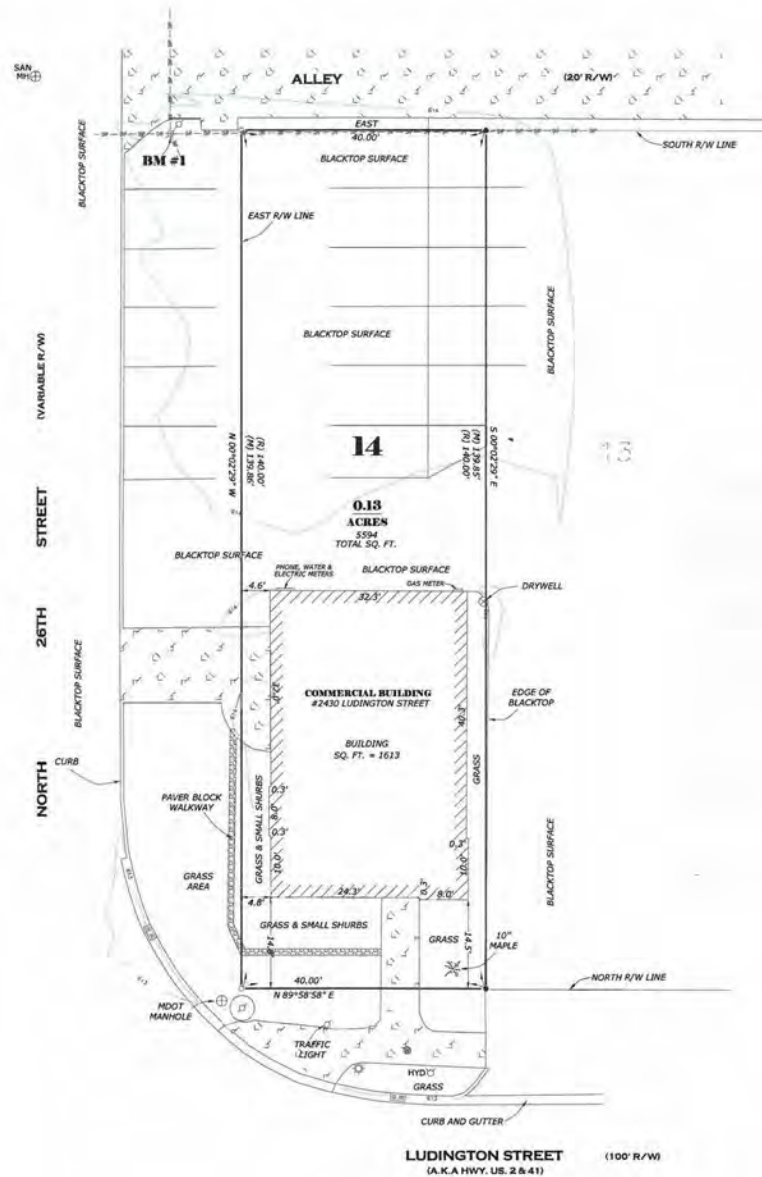 SAN
MH
ALLEY
(20' R/W)
EAST
40.00'
BM #1
BLACKTOP SURFACE
SOUTH R/W LINE
BLACKTOP SURFACE
EAST R/W LINE
BLACKTOP SURFACE
BLACKTOP SURFACE
NORTH 26TH STREET (VARIABLE R/W)
N 00°02'29" W
(R) 140.00'
(M) 139.86'
14
S 00°02'29" E
(M) 139.85'
(R) 140.00'
0.13
ACRES
5594
TOTAL SQ. FT.
BLACKTOP SURFACE
PHONE, WATER &
ELECTRIC METERS
BLACKTOP SURFACE
GAS METER
DRYWELL
4.6'
32.3'
BLACKTOP SURFACE
COMMERCIAL BUILDING
#2430 LUDINGTON STREET
40.3'
EDGE OF
BLACKTOP
BUILDING
SQ. FT. = 1613
GRASS
CURB
PAVER BLOCK
WALKWAY
GRASS & SMALL SHURBS
0.3'
8.0'
0.3'
10.0'
0.3'
10.0'
BLACKTOP SURFACE
GRASS
AREA
24.3'
0.3'
8.0'
4.8'
GRASS & SMALL SHURBS
14.8'
GRASS
14.5'
10"
MAPLE
40.00'
N 89°58'58" E
NORTH R/W LINE
MDOT
MANHOLE
TRAFFIC
LIGHT
HYD
GRASS
CURB AND GUTTER
LUDINGTON STREET (100' R/W)
(A.K.A HWY. US. 2 & 41)